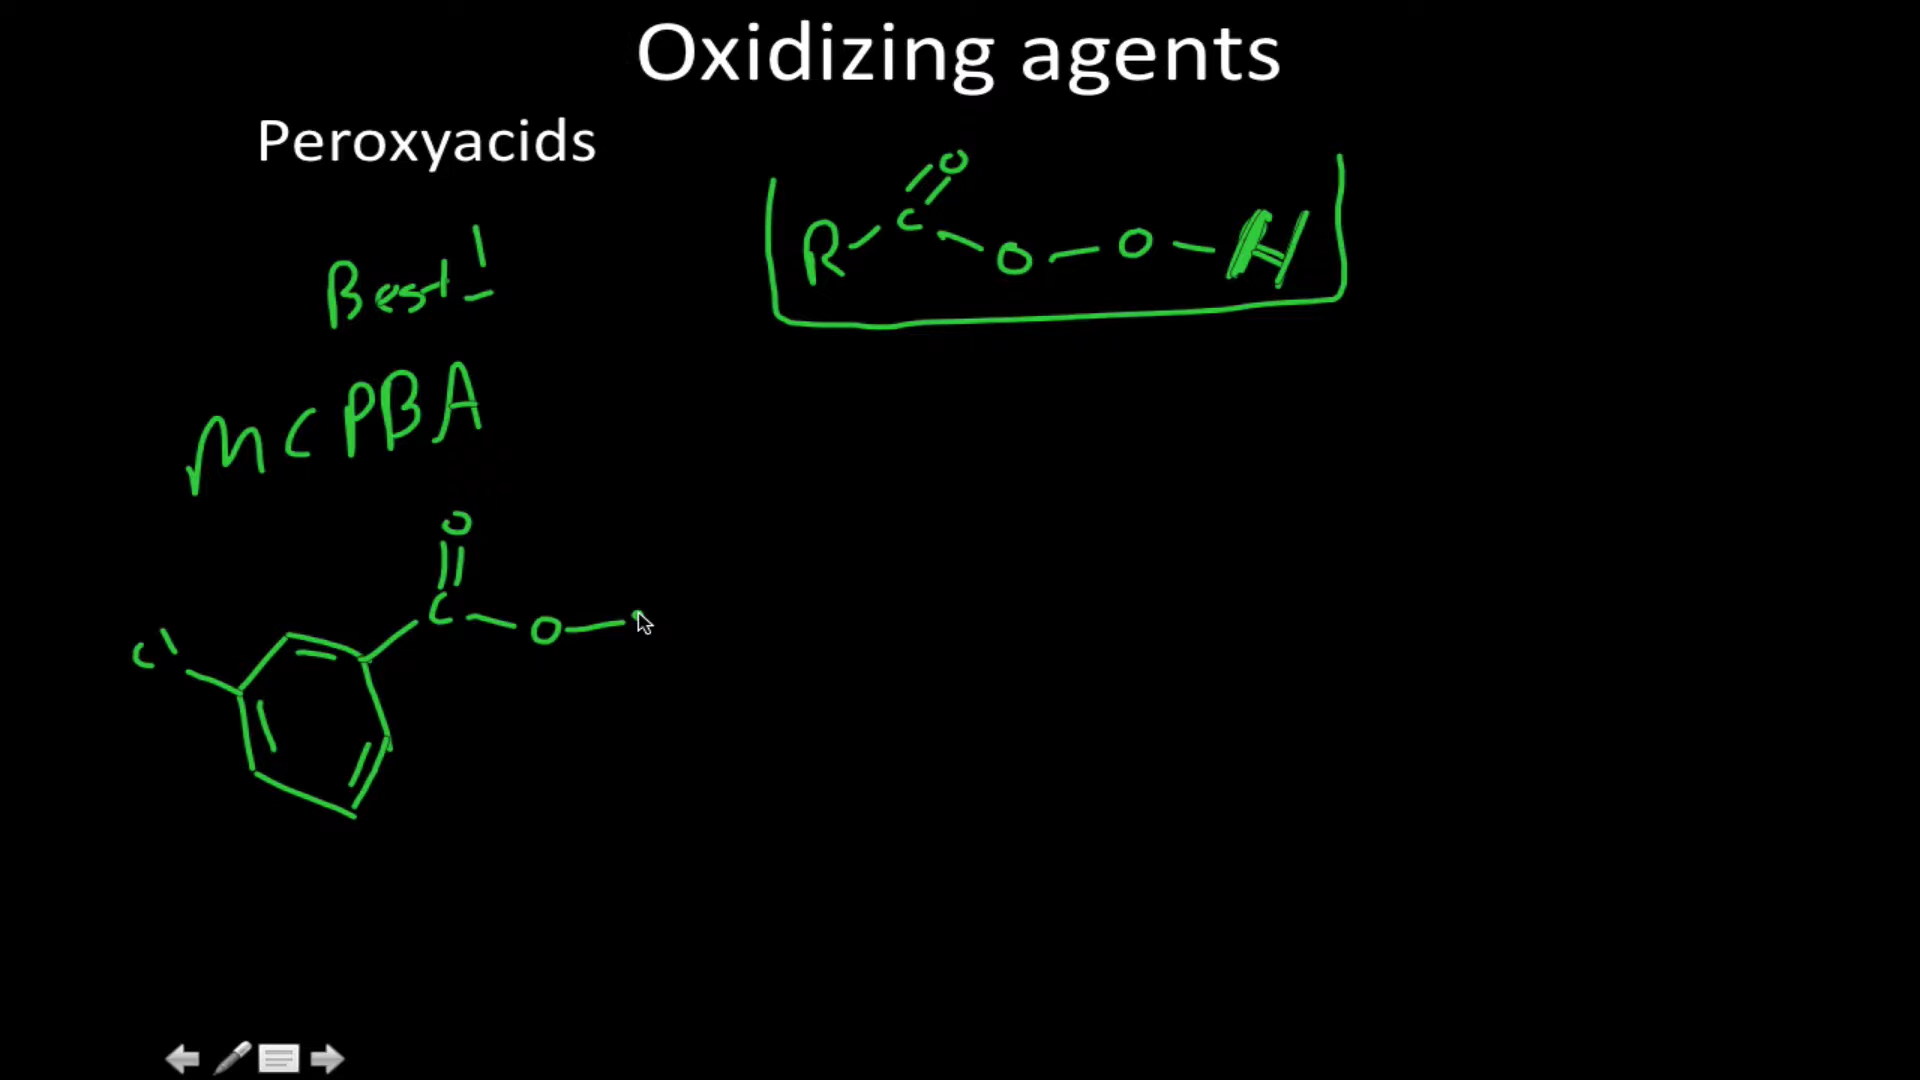 Oxidizing agents
Peroxyacids
O
R C O O H
Best!
MCPBA
O
C O
Cl